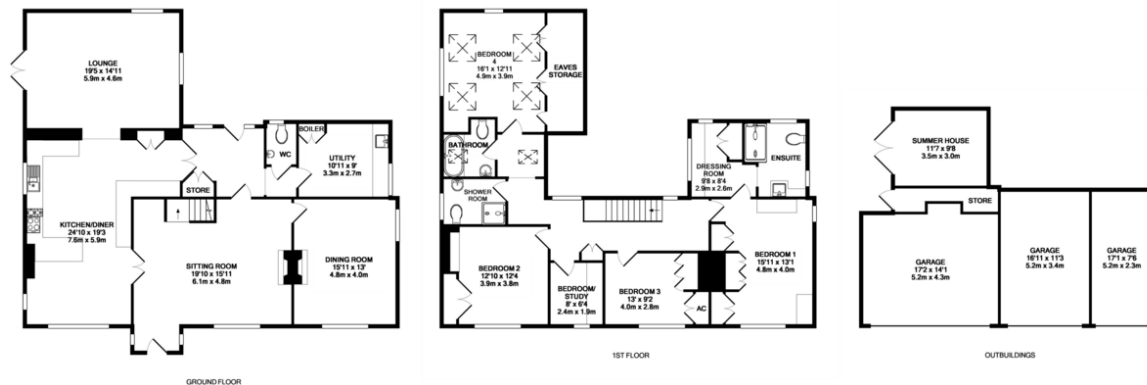 LOUNGE
19'5 x 14'11
5.9m x 4.6m
KITCHEN/DINER
24'10 x 19'3
7.6m x 5.9m
STORE
WC
BOILER
UTILITY
10'11 x 9'
3.3m x 2.7m
SITTING ROOM
19'10 x 15'11
6.1m x 4.8m
DINING ROOM
15'11 x 13'
4.8m x 4.0m
GROUND FLOOR
BEDROOM
4
16'1 x 12'11
4.9m x 3.9m
EAVES
STORAGE
BATHROOM
SHOWER
ROOM
DRESSING
ROOM
9'8 x 8'4
2.9m x 2.6m
ENSUITE
BEDROOM 2
12'10 x 12'4
3.9m x 3.8m
BEDROOM/
STUDY
8' x 6'4
2.4m x 1.9m
BEDROOM 3
13' x 9'2
4.0m x 2.8m
AC
BEDROOM 1
15'11 x 13'1
4.8m x 4.0m
1ST FLOOR
SUMMER HOUSE
11'7 x 9'8
3.5m x 3.0m
STORE
GARAGE
17'2 x 14'1
5.2m x 4.3m
GARAGE
16'11 x 11'3
5.2m x 3.4m
GARAGE
17'1 x 7'6
5.2m x 2.3m
OUTBUILDINGS